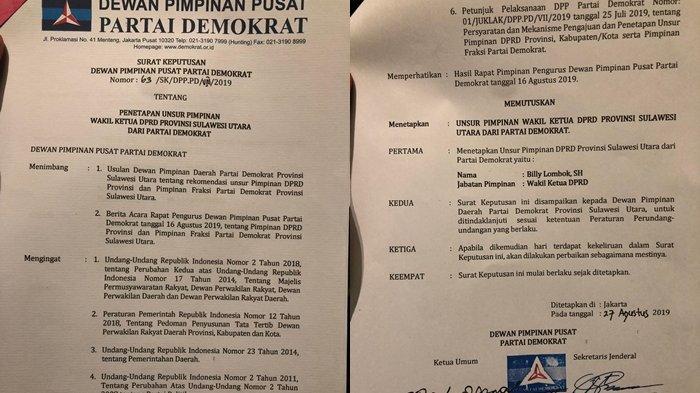 DEWAN PIMPINAN PUSAT
PARTAI DEMOKRAT
Jl. Proklamasi No. 41 Menteng, Jakarta Pusat 10320 Telp: 021-3190 7999 (Hunting) Fax: 021-3190 8999
Homepage: www.demokrat.or.id
SURAT KEPUTUSAN
DEWAN PIMPINAN PUSAT PARTAI DEMOKRAT
Nomor : 63 /SK/DPP.PD/ /2019
TENTANG
PENETAPAN UNSUR PIMPINAN
WAKIL KETUA DPRD PROVINSI SULAWESI UTARA
DARI PARTAI DEMOKRAT
DEWAN PIMPINAN PUSAT PARTAI DEMOKRAT
Menimbang : 1. Usulan Dewan Pimpinan Daerah Partai Demokrat Provinsi
Sulawesi Utara tentang rekomendasi unsur Pimpinan DPRD
Provinsi dan Pimpinan Fraksi Partai Demokrat Provinsi Sulawesi
Utara.
2. Berita Acara Rapat Pengurus Dewan Pimpinan Pusat Partai
Demokrat tanggal 16 Agustus 2019, tentang Pimpinan DPRD
Provinsi dan Pimpinan Fraksi Partai Demokrat Provinsi
Sulawesi Utara.
Mengingat : 1. Undang-Undang Republik Indonesia Nomor 2 Tahun 2018,
tentang Perubahan Kedua atas Undang-Undang Republik
Indonesia Nomor 17 Tahun 2014, Tentang Majelis
Permusyawaratan Rakyat, Dewan Perwakilan Rakyat, Dewan
Perwakilan Daerah dan Dewan Perwakilan Rakyat Daerah.
2. Peraturan Pemerintah Republik Indonesia Nomor 12 Tahun
2018, Tentang Pedoman Penyusunan Tata Tertib Dewan
Perwakilan Rakyat Daerah Provinsi, Kabupaten dan Kota.
3. Undang-Undang Republik Indonesia Nomor 23 Tahun 2014,
tentang Pemerintahan Daerah.
4. Undang-Undang Republik Indonesia Nomor 2 Tahun 2011,
Tentang Perubahan Atas Undang-Undang Nomor 2 Tahun
6. Petunjuk Pelaksanaan DPP Partai Demokrat Nomor:
01/JUKLAK/DPP.PD/VII/2019 tanggal 25 Juli 2019, tentang
Persyaratan dan Mekanisme Pengajuan dan Penetapan Unsur
Pimpinan DPRD Provinsi, Kabupaten/Kota serta Pimpinan
Fraksi Partai Demokrat.
Memperhatikan : Hasil Rapat Pimpinan Pengurus Dewan Pimpinan Pusat Partai
Demokrat tanggal 16 Agustus 2019.
MEMUTUSKAN
Menetapkan : UNSUR PIMPINAN WAKIL KETUA DPRD PROVINSI SULAWESI
UTARA DARI PARTAI DEMOKRAT.
PERTAMA : Menetapkan Unsur Pimpinan DPRD Provinsi Sulawesi Utara dari
Partai Demokrat yaitu :
Nama : Billy Lombok, SH
Jabatan Pimpinan : Wakil Ketua DPRD
KEDUA : Surat Keputusan ini disampaikan kepada Dewan Pimpinan
Daerah Partai Demokrat Provinsi Sulawesi Utara, untuk
ditindaklanjuti sesuai ketentuan Peraturan Perundang-
undangan yang berlaku.
KETIGA : Apabila dikemudian hari terdapat kekeliruan dalam Surat
Keputusan ini, akan dilakukan perbaikan sebagaimana mestinya.
KEEMPAT : Surat Keputusan ini mulai berlaku sejak ditetapkan.
Ditetapkan di : Jakarta
Pada tanggal : 27 Agustus 2019
DEWAN PIMPINAN PUSAT
PARTAI DEMOKRAT
Ketua Umum Sekretaris Jenderal
PARTAI DEMOKRAT